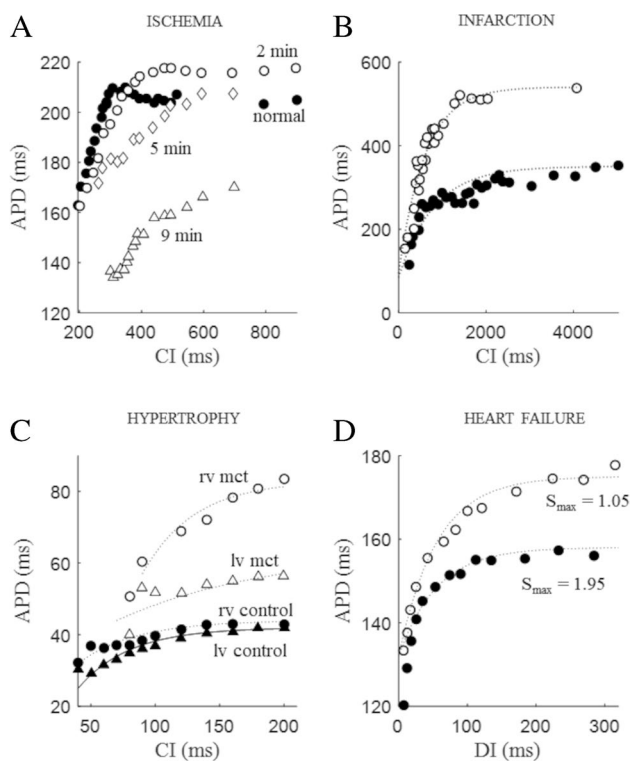 A
ISCHEMIA
APD (ms)
220
200
180
160
140
120
2 min
normal
5 min
9 min
200
400
600
800
CI (ms)
B
INFARCTION
APD (ms)
600
400
200
0
0
2000
4000
CI (ms)
C
HYPERTROPHY
APD (ms)
80
60
40
20
rv mct
lv mct
rv control
lv control
50
100
150
200
CI (ms)
D
HEART FAILURE
APD (ms)
180
160
140
120
Smax = 1.05
Smax = 1.95
0
100
200
300
DI (ms)